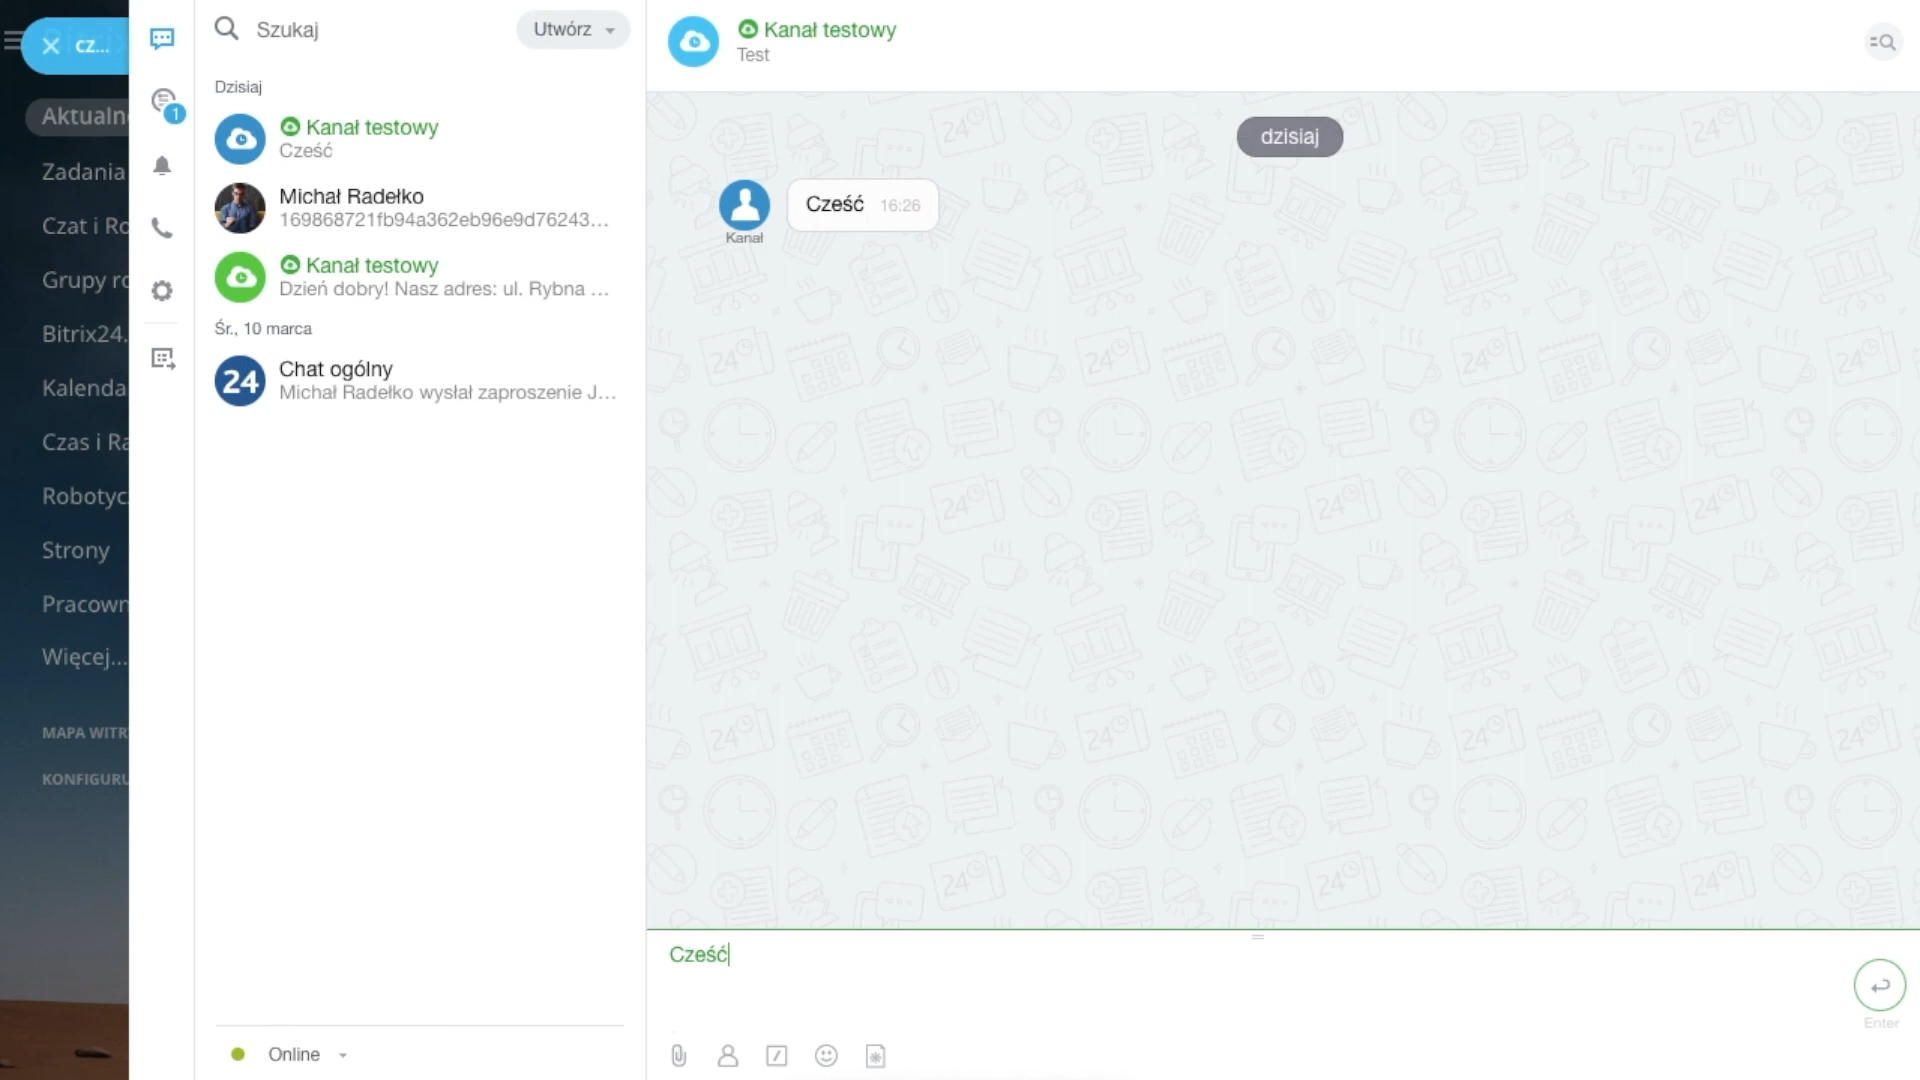 cz...
Aktualn
Zadania
Czat i Ro
Grupy ro
Bitrix24.
Kalenda
Czas i Ra
Robotyc
Strony
Pracown
Więcej...
MAPA WITR
KONFIGURU
1
Szukaj
Utwórz
Dzisiaj
Kanał testowy
Cześć
Michał Radełko
169868721fb94a362eb96e9d76243...
Kanał testowy
Dzień dobry! Nasz adres: ul. Rybna ...
Śr., 10 marca
24
Chat ogólny
Michał Radełko wysłał zaproszenie J...
Online
Kanał testowy
Test
dzisiaj
Cześć 16:26
Kanał
Cześć
Enter